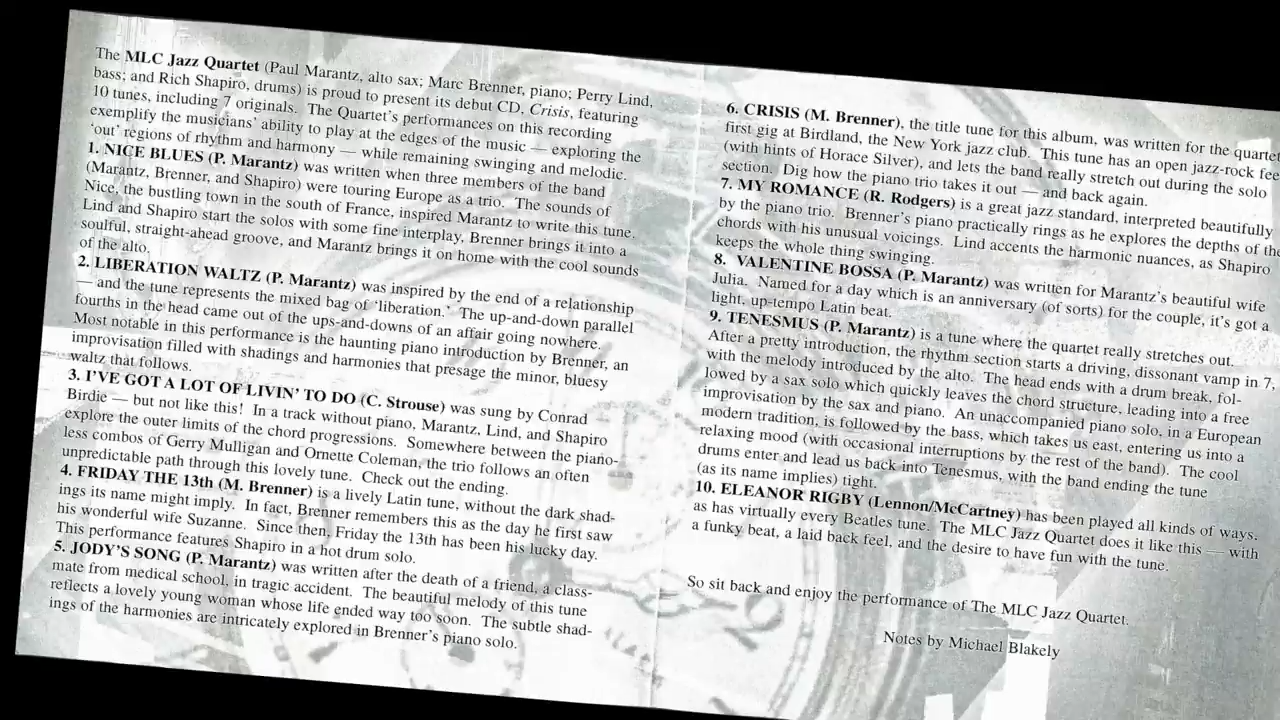 The MLC Jazz Quartet (Paul Marantz, alto sax; Marc Brenner, piano; Perry Lind,
bass; and Rich Shapiro, drums) is proud to present its debut CD, Crisis, featuring
10 tunes, including 7 originals. The Quartet's performances on this recording
exemplify the musicians' ability to play at the edges of the music — exploring the
'out' regions of rhythm and harmony — while remaining swinging and melodic.
1. NICE BLUES (P. Marantz) was written when three members of the band
(Marantz, Brenner, and Shapiro) were touring Europe as a trio. The sounds of
Nice, the bustling town in the south of France, inspired Marantz to write this tune.
Lind and Shapiro start the solos with some fine interplay, Brenner brings it into a
soulful, straight-ahead groove, and Marantz brings it on home with the cool sounds
of the alto.
2. LIBERATION WALTZ (P. Marantz) was inspired by the end of a relationship
— and the tune represents the mixed bag of 'liberation.' The up-and-down parallel
fourths in the head came out of the ups-and-downs of an affair going nowhere.
Most notable in this performance is the haunting piano introduction by Brenner, an
improvisation filled with shadings and harmonies that presage the minor, bluesy
waltz that follows.
3. I'VE GOT A LOT OF LIVIN' TO DO (C. Strouse) was sung by Conrad
Birdie — but not like this! In a track without piano, Marantz, Lind, and Shapiro
explore the outer limits of the chord progressions. Somewhere between the piano-
less combos of Gerry Mulligan and Ornette Coleman, the trio follows an often
unpredictable path through this lovely tune. Check out the ending.
4. FRIDAY THE 13th (M. Brenner) is a lively Latin tune, without the dark shad-
ings its name might imply. In fact, Brenner remembers this as the day he first saw
his wonderful wife Suzanne. Since then, Friday the 13th has been his lucky day.
This performance features Shapiro in a hot drum solo.
5. JODY'S SONG (P. Marantz) was written after the death of a friend, a class-
mate from medical school, in tragic accident. The beautiful melody of this tune
reflects a lovely young woman whose life ended way too soon. The subtle shad-
ings of the harmonies are intricately explored in Brenner's piano solo.
6. CRISIS (M. Brenner), the title tune for this album, was written for the quartet
first gig at Birdland, the New York jazz club. This tune has an open jazz-rock fee
(with hints of Horace Silver), and lets the band really stretch out during the solo
section. Dig how the piano trio takes it out — and back again.
7. MY ROMANCE (R. Rodgers) is a great jazz standard, interpreted beautifully
by the piano trio. Brenner's piano practically rings as he explores the depths of th
chords with his unusual voicings. Lind accents the harmonic nuances, as Shapiro
keeps the whole thing swinging.
8. VALENTINE BOSSA (P. Marantz) was written for Marantz's beautiful wife
Julia. Named for a day which is an anniversary (of sorts) for the couple, it's got a
light, up-tempo Latin beat.
9. TENESMUS (P. Marantz) is a tune where the quartet really stretches out.
After a pretty introduction, the rhythm section starts a driving, dissonant vamp in 7,
with the melody introduced by the alto. The head ends with a drum break, fol-
lowed by a sax solo which quickly leaves the chord structure, leading into a free
improvisation by the sax and piano. An unaccompanied piano solo, in a European
modern tradition, is followed by the bass, which takes us east, entering us into a
relaxing mood (with occasional interruptions by the rest of the band). The cool
drums enter and lead us back into Tenesmus, with the band ending the tune
(as its name implies) tight.
10. ELEANOR RIGBY (Lennon/McCartney) has been played all kinds of ways.
as has virtually every Beatles tune. The MLC Jazz Quartet does it like this — with
a funky beat, a laid back feel, and the desire to have fun with the tune.
So sit back and enjoy the performance of The MLC Jazz Quartet.
Notes by Michael Blakely